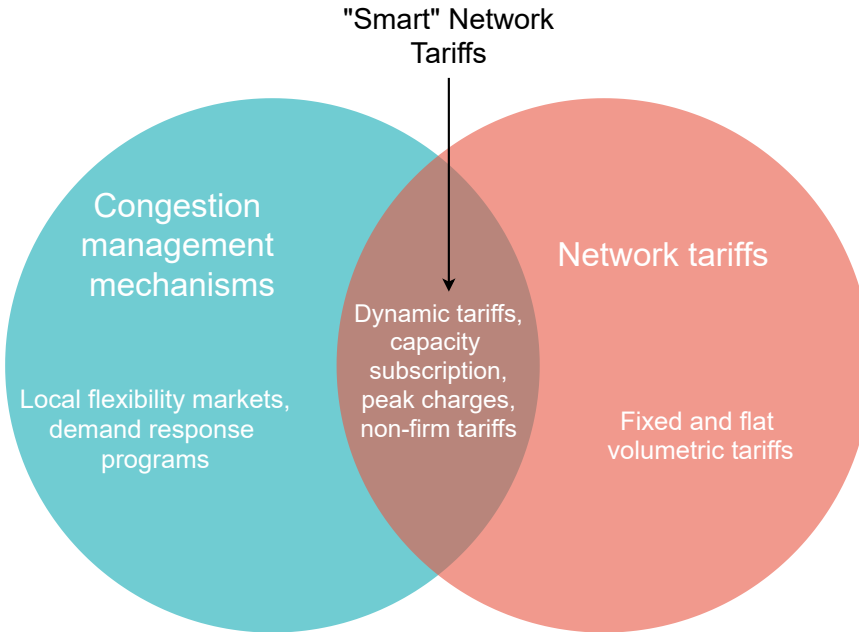 "Smart" Network
Tariffs
Congestion
management
mechanisms
Network tariffs
Dynamic tariffs,
capacity
subscription,
peak charges,
non-firm tariffs
Local flexibility markets,
demand response
programs
Fixed and flat
volumetric tariffs